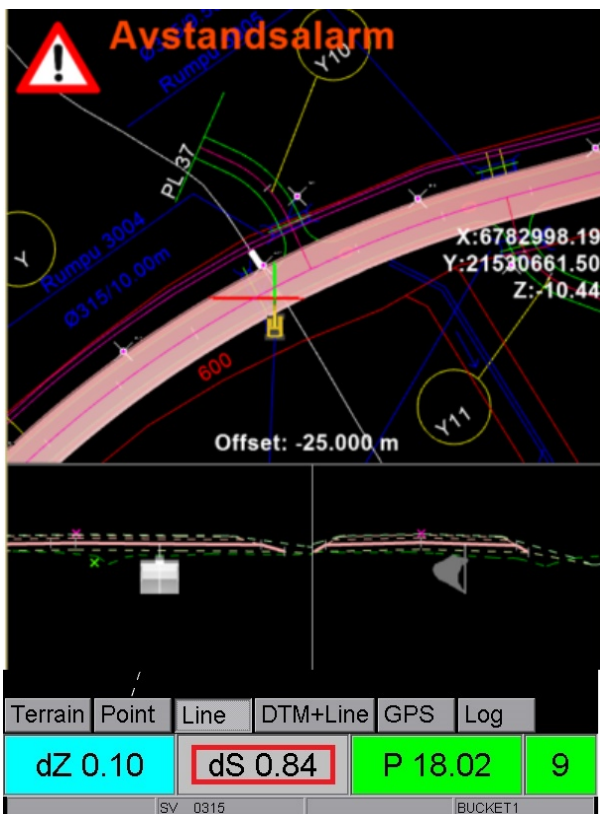 Avstandsalarm
Y10
Rumpu
PL 37
Y
Rumpu 3004
Ø315/10.00m
X:6782998.19
Y:21530661.50
Z:-10.44
600
Y11
Offset: -25.000 m
Terrain Point Line DTM+Line GPS Log
dZ 0.10 dS 0.84 P 18.02 9
SV 0315 BUCKET1